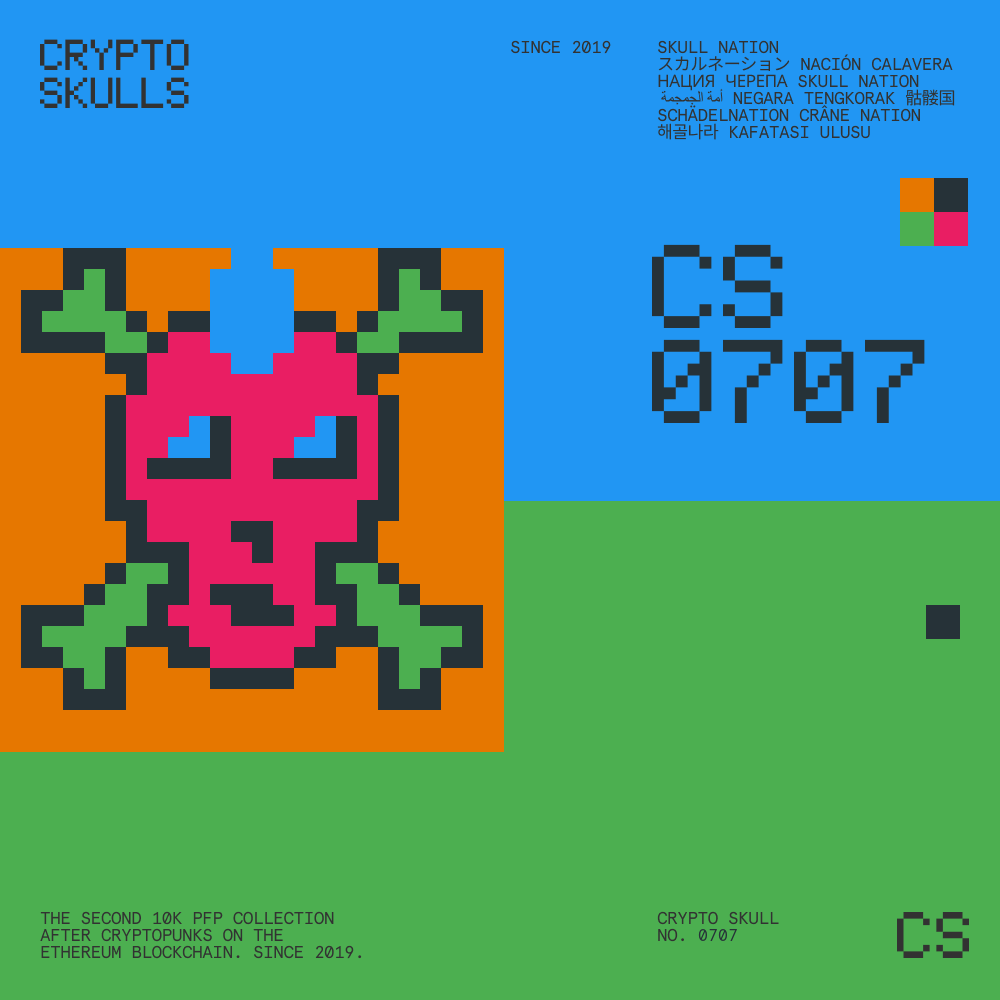 CRYPTO
SKULLS
SINCE 2019
SKULL NATION
スカルネーション NACIÓN CALAVERA
НАЦИЯ ЧЕРЕПА SKULL NATION
أمة الجمجمة NEGARA TENGKORAK 骷髅国
SCHÄDELNATION CRÂNE NATION
해골나라 KAFATASI ULUSU
CS
0707
THE SECOND 10K PFP COLLECTION
AFTER CRYPTOPUNKS ON THE
ETHEREUM BLOCKCHAIN. SINCE 2019.
CRYPTO SKULL
NO. 0707
CS